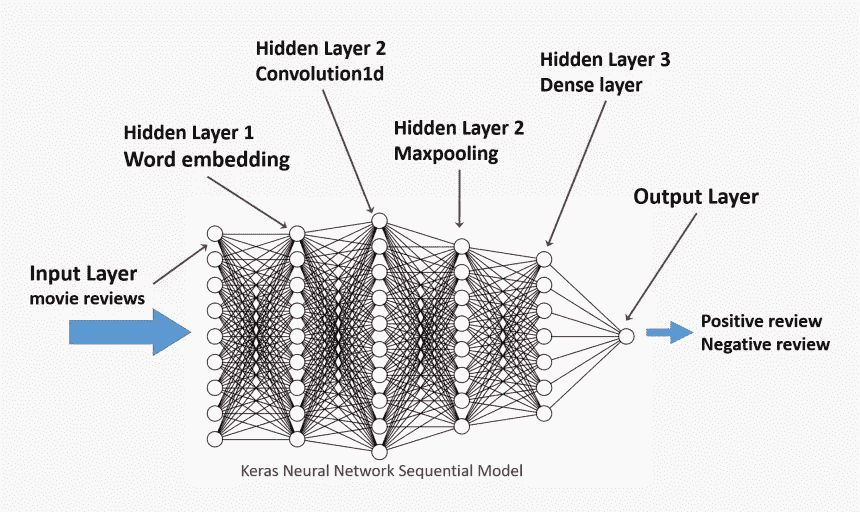 Hidden Layer 2
Convolution1d
Hidden Layer 3
Dense layer
Hidden Layer 1
Word embedding
Hidden Layer 2
Maxpooling
Output Layer
Input Layer
movie reviews
Positive review
Negative review
Keras Neural Network Sequential Model